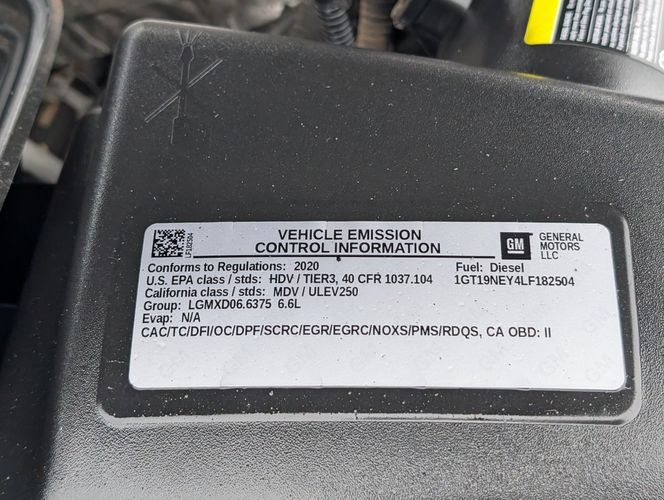 LF182504
VEHICLE EMISSION
CONTROL INFORMATION
GM
GENERAL
MOTORS
LLC
Conforms to Regulations: 2020
Fuel: Diesel
U.S. EPA class / stds: HDV / TIER3, 40 CFR 1037.104
1GT19NEY4LF182504
California class / stds: MDV / ULEV250
Group: LGMXD06.6375 6.6L
Evap: N/A
CAC/TC/DFI/OC/DPF/SCRC/EGR/EGRC/NOXS/PMS/RDQS, CA OBD: II